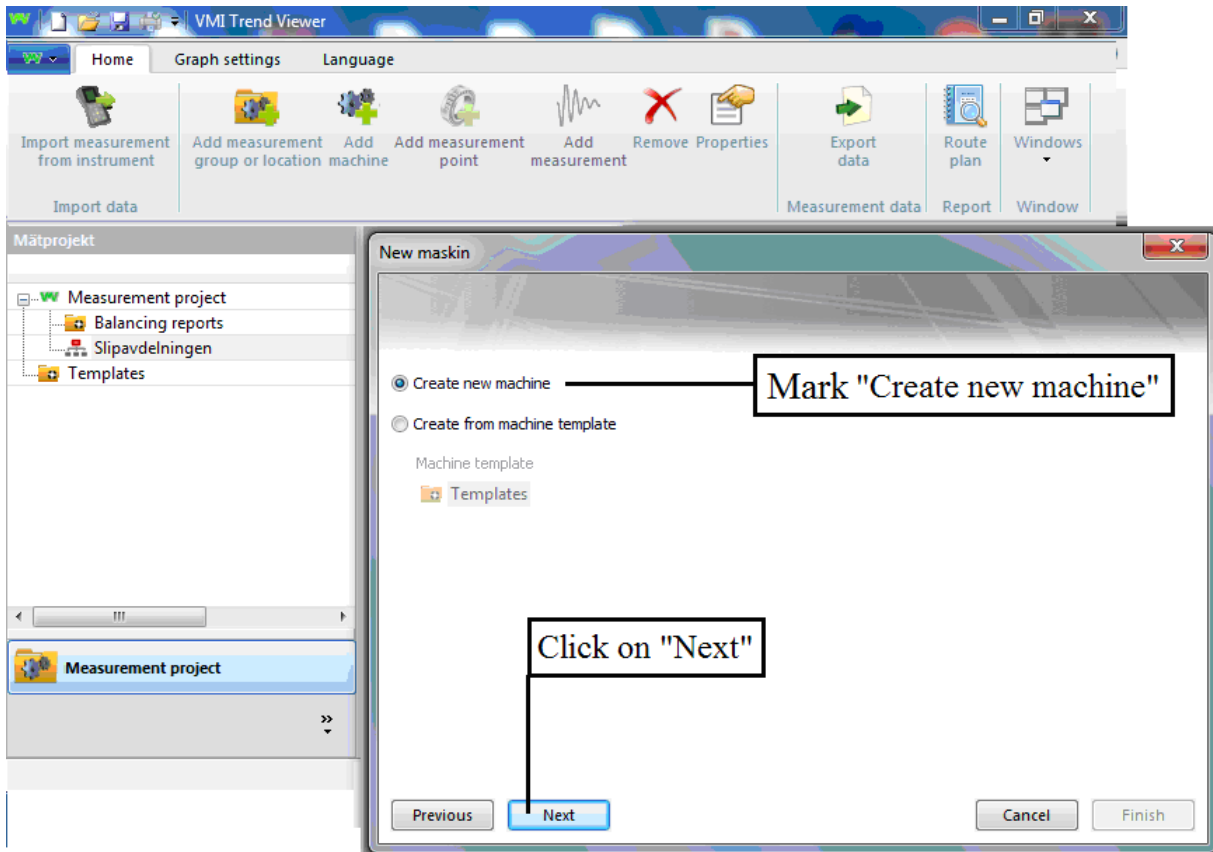 VMI Trend Viewer
Home Graph settings Language
Import measurement from instrument
Add measurement group or location
Add machine
Add measurement point
Add measurement
Remove
Properties
Export data
Route plan
Windows
Import data
Measurement data
Report
Window
Mätprojekt
Measurement project
Balancing reports
Slipavdelningen
Templates
Measurement project
New maskin
Create new machine
Mark "Create new machine"
Create from machine template
Machine template
Templates
Click on "Next"
Previous
Next
Cancel
Finish